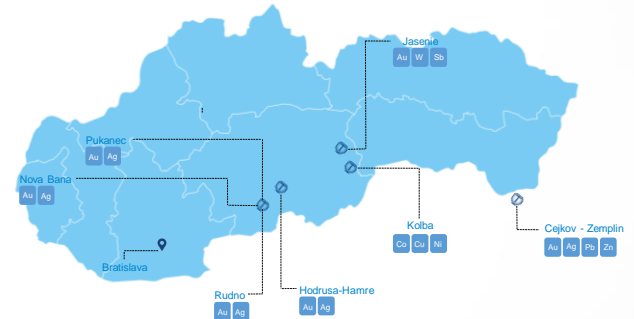 Jasenie
Au W Sb
Pukanec
Au Ag
Nova Bana
Au Ag
Kolba
Co Cu Ni
Cejkov - Zemplin
Au Ag Pb Zn
Bratislava
Rudno
Au Ag
Hodrusa-Hamre
Au Ag